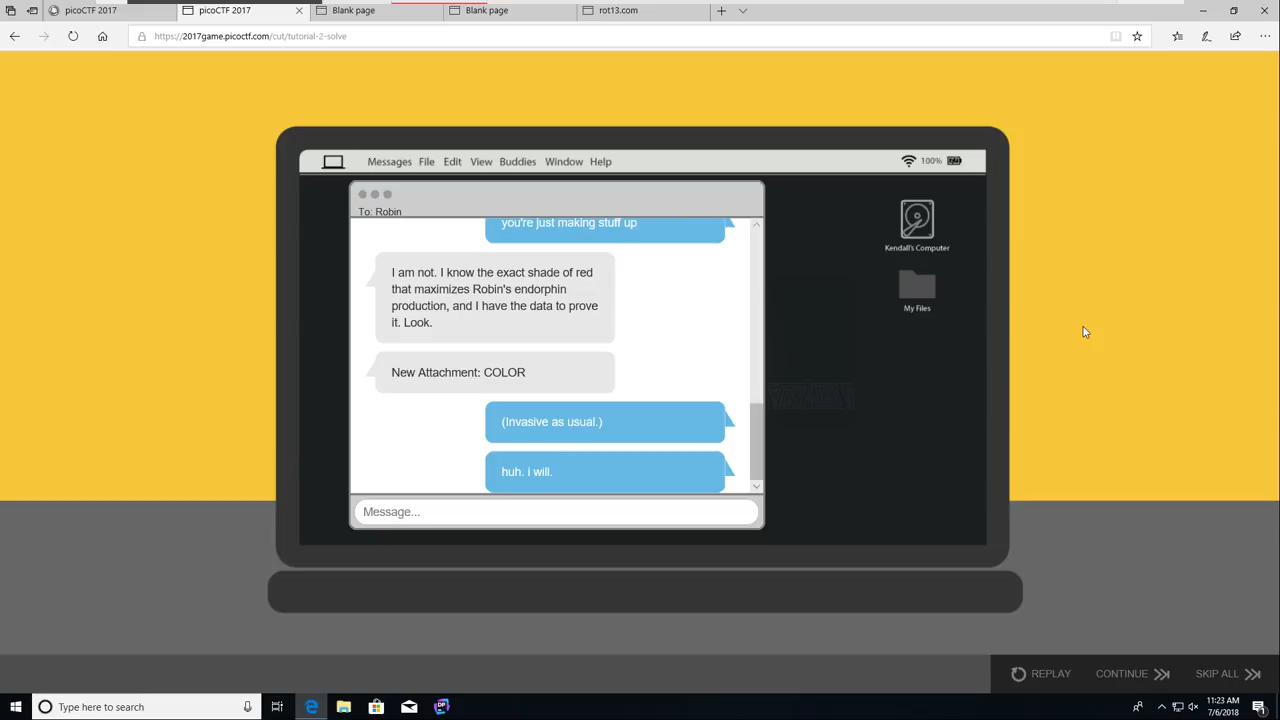 picoCTF 2017
picoCTF 2017
Blank page
Blank page
rot13.com
https://2017game.picoctf.com/cut/tutorial-2-solve
Messages File Edit View Buddies Window Help
100%
To: Robin
you're just making stuff up
I am not. I know the exact shade of red
that maximizes Robin's endorphin
production, and I have the data to prove
it. Look.
New Attachment: COLOR
(Invasive as usual.)
huh. i will.
Message...
Kendall's Computer
My Files
REPLAY
CONTINUE
SKIP ALL
Type here to search
DP
11:23 AM
7/6/2018
1